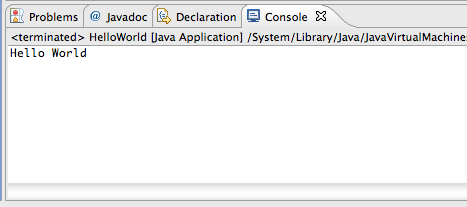 Problems @ Javadoc Declaration Console
<terminated> HelloWorld [Java Application] /System/Library/Java/JavaVirtualMachines
Hello World